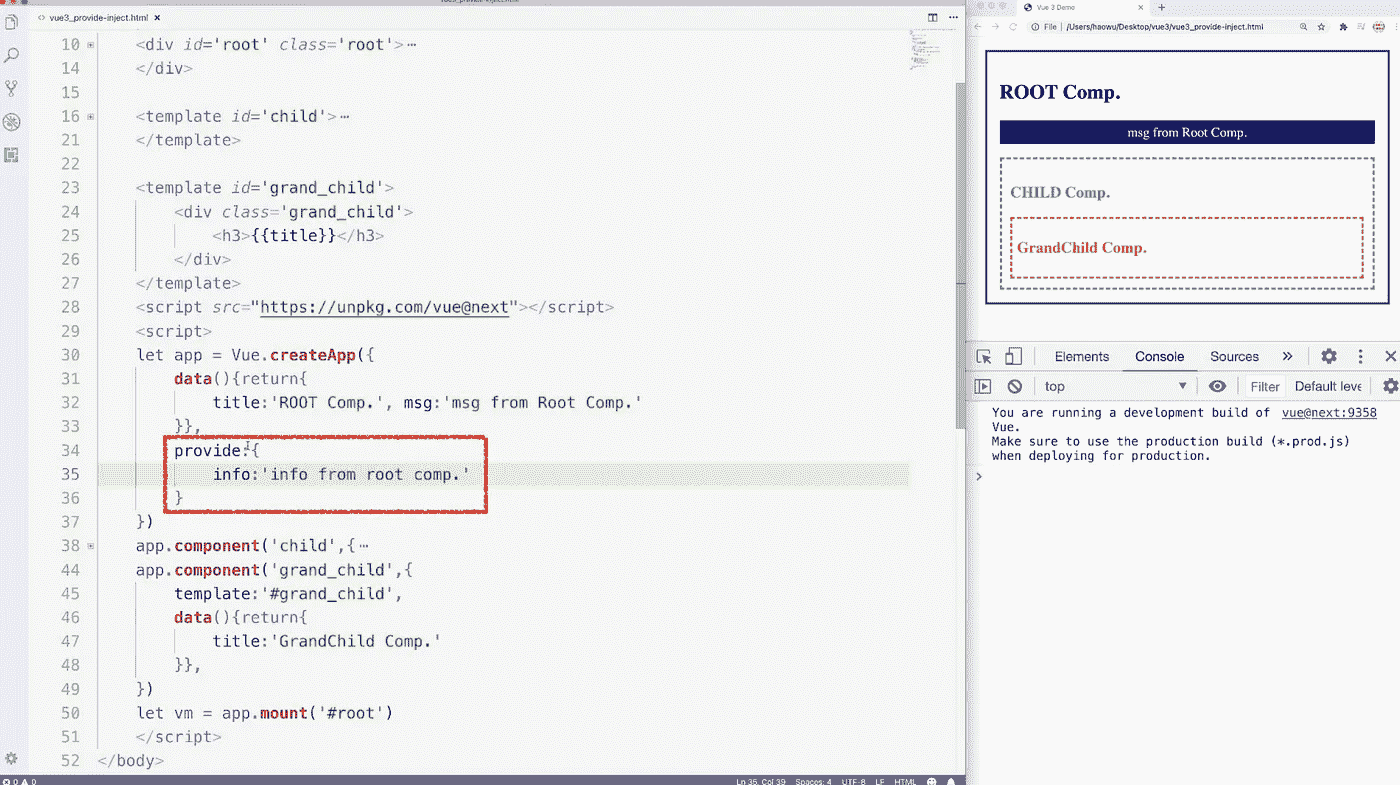 vue3_provide-inject.html
vue3_provide-inject.html ×
10 <div id='root' class='root'>⋯
14 </div>
15
16 <template id='child'>⋯
21 </template>
22
23 <template id='grand_child'>
24 <div class='grand_child'>
25 <h3>{{title}}</h3>
26 </div>
27 </template>
28 <script src="https://unpkg.com/vue@next"></script>
29 <script>
30 let app = Vue.createApp({
31 data(){return{
32 title:'ROOT Comp.', msg:'msg from Root Comp.'
33 }},
34 provide:{
35 info:'info from root comp.'
36 }
37 })
38 app.component('child',{⋯
44 app.component('grand_child',{
45 template:'#grand_child',
46 data(){return{
47 title:'GrandChild Comp.'
48 }},
49 })
50 let vm = app.mount('#root')
51 </script>
52 </body>
0 0
Ln 35, Col 39 Spaces: 4 UTF-8 LF HTML
Vue 3 Demo
File /Users/haowu/Desktop/vue3/vue3_provide-inject.html
ROOT Comp.
msg from Root Comp.
CHILD Comp.
GrandChild Comp.
Elements Console Sources »
top Filter Default leve
You are running a development build of vue@next:9358
Vue.
Make sure to use the production build (*.prod.js)
when deploying for production.